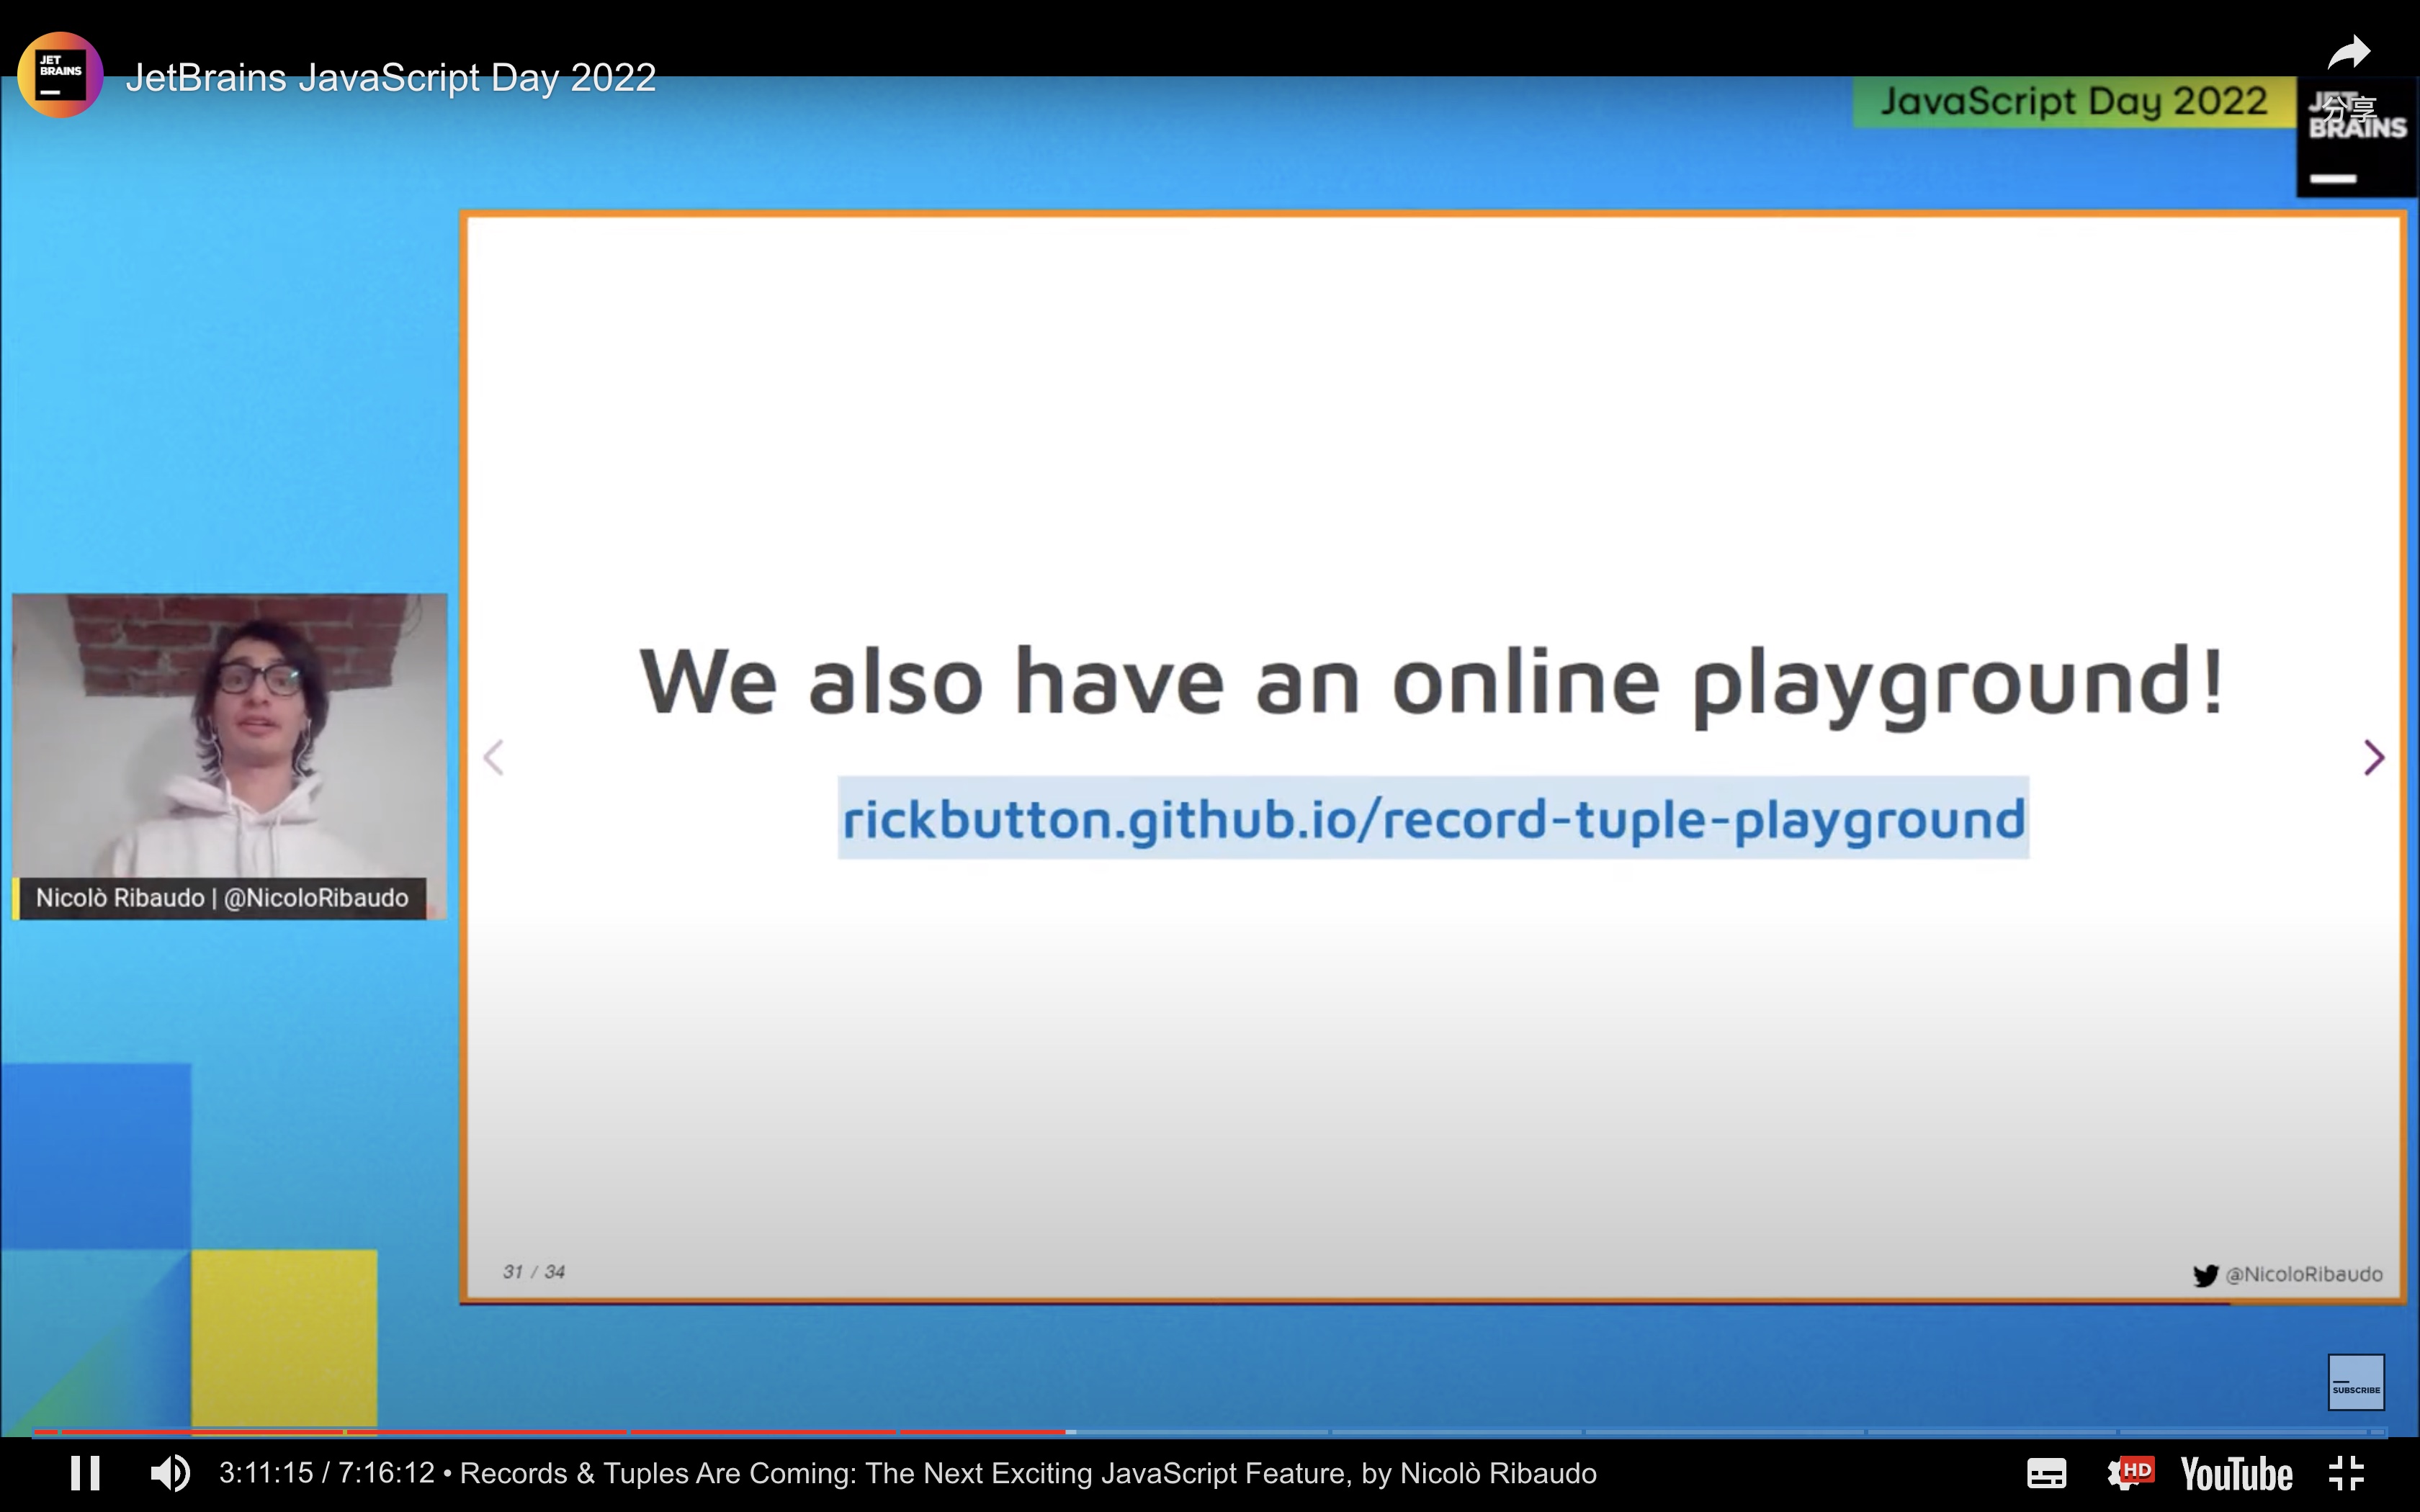 JET
BRAINS
JetBrains JavaScript Day 2022
JavaScript Day 2022
JET
BRAINS
分享
We also have an online playground!
rickbutton.github.io/record-tuple-playground
Nicolò Ribaudo | @NicoloRibaudo
31 / 34
@NicoloRibaudo
SUBSCRIBE
3:11:15 / 7:16:12 • Records & Tuples Are Coming: The Next Exciting JavaScript Feature, by Nicolò Ribaudo
HD
YouTube